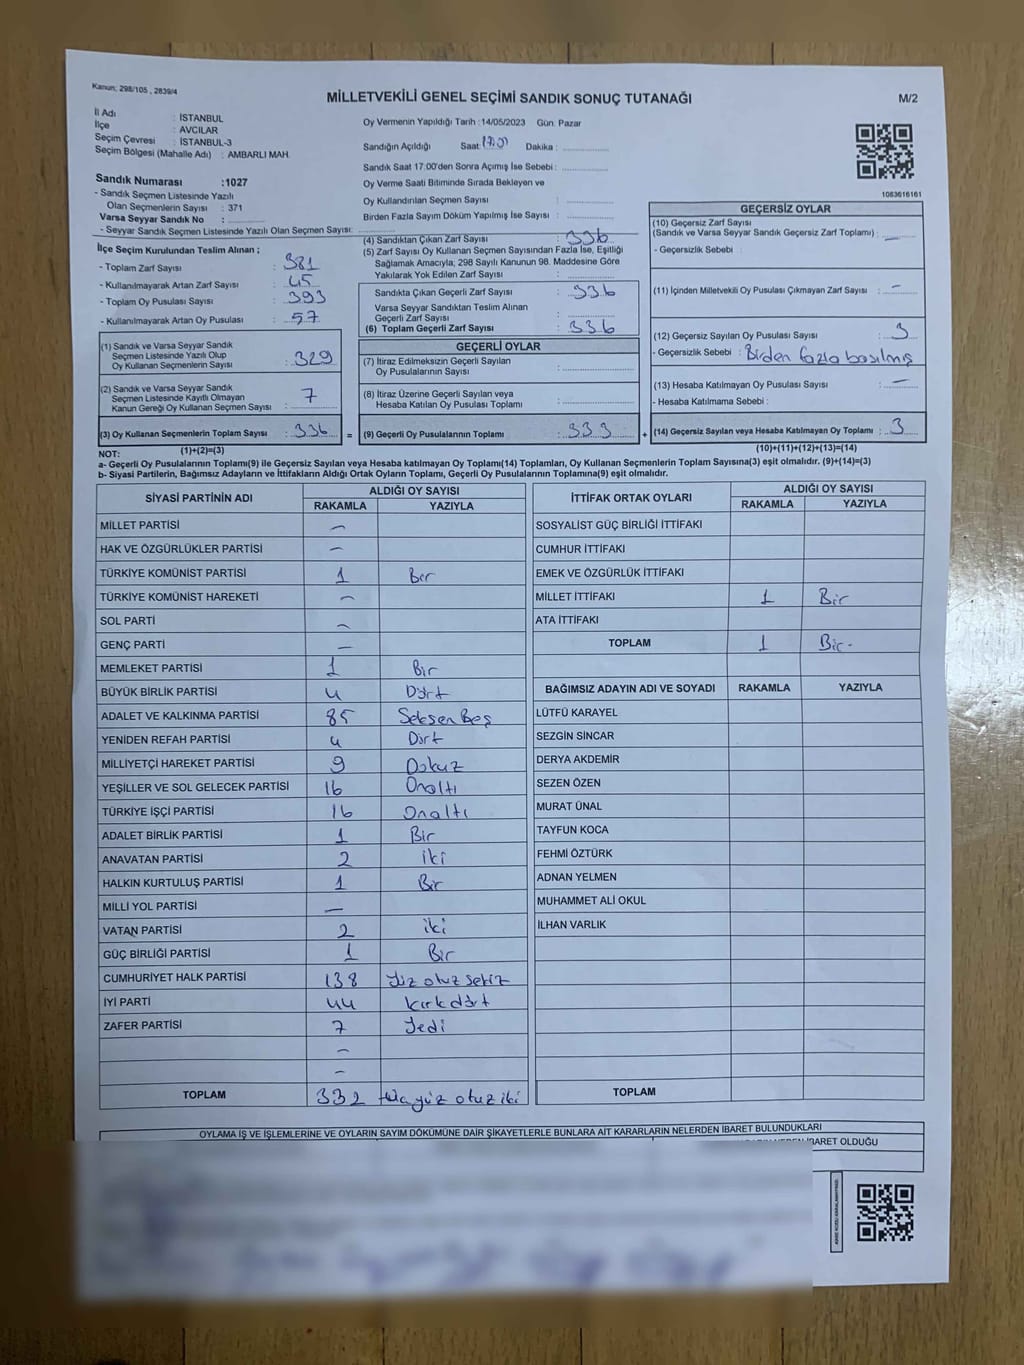 Kanun; 298/105 , 2839/4
MİLLETVEKİLİ GENEL SEÇİMİ SANDIK SONUÇ TUTANAĞI
M/2
İl Adı : İSTANBUL
İlçe : AVCILAR
Seçim Çevresi : İSTANBUL-3
Seçim Bölgesi (Mahalle Adı) : AMBARLI MAH.
Oy Vermenin Yapıldığı Tarih : 14/05/2023 Gün: Pazar
Sandığın Açıldığı Saat: 17:00 Dakika : ..............
Sandık Saat 17:00'den Sonra Açımış İse Sebebi : ..............
Oy Verme Saati Bitiminde Sırada Bekleyen ve
Oy Kullandırılan Seçmen Sayısı : ..............
Birden Fazla Sayım Döküm Yapılmış İse Sayısı : ..............
1083616161
Sandık Numarası :1027
- Sandık Seçmen Listesinde Yazılı
Olan Seçmenlerin Sayısı : 371
Varsa Seyyar Sandık No : ..............
- Seyyar Sandık Seçmen Listesinde Yazılı Olan Seçmen Sayısı: ..............
İlçe Seçim Kurulundan Teslim Alınan ;
- Toplam Zarf Sayısı : 381
- Kullanılmayarak Artan Zarf Sayısı : 45
- Toplam Oy Pusulası Sayısı : 393
- Kullanılmayarak Artan Oy Pusulası : 57
(1) Sandık ve Varsa Seyyar Sandık
Seçmen Listesinde Yazılı Olup
Oy Kullanan Seçmenlerin Sayısı : 329
(2) Sandık ve Varsa Seyyar Sandık
Seçmen Listesinde Kayıtlı Olmayan
Kanun Gereği Oy Kullanan Seçmen Sayısı : 7
(3) Oy Kullanan Seçmenlerin Toplam Sayısı : 336
(1)+(2)=(3)
(4) Sandıktan Çıkan Zarf Sayısı : 336
(5) Zarf Sayısı Oy Kullanan Seçmen Sayısından Fazla İse, Eşitliği
Sağlamak Amacıyla; 298 Sayılı Kanunun 98. Maddesine Göre
Yakılarak Yok Edilen Zarf Sayısı : ..............
Sandıkta Çıkan Geçerli Zarf Sayısı : 336
Varsa Seyyar Sandıktan Teslim Alınan
Geçerli Zarf Sayısı : ..............
(6) Toplam Geçerli Zarf Sayısı : 336
GEÇERLİ OYLAR
(7) İtiraz Edilmeksizin Geçerli Sayılan
Oy Pusulalarının Sayısı : ..............
(8) İtiraz Üzerine Geçerli Sayılan veya
Hesaba Katılan Oy Pusulası Toplamı : ..............
= (9) Geçerli Oy Pusulalarının Toplamı : 333 +
GEÇERSİZ OYLAR
(10) Geçersiz Zarf Sayısı
(Sandık ve Varsa Seyyar Sandık Geçersiz Zarf Toplamı) : -
- Geçersizlik Sebebi :
(11) İçinden Milletvekili Oy Pusulası Çıkmayan Zarf Sayısı : -
(12) Geçersiz Sayılan Oy Pusulası Sayısı : 3
- Geçersizlik Sebebi : Birden fazla basılmış
(13) Hesaba Katılmayan Oy Pusulası Sayısı : -
- Hesaba Katılmama Sebebi :
(14) Geçersiz Sayılan veya Hesaba Katılmayan Oy Toplamı : 3
(10)+(11)+(12)+(13)=(14)
NOT:
a- Geçerli Oy Pusulalarının Toplamı(9) ile Geçersiz Sayılan veya Hesaba katılmayan Oy Toplamı(14) Toplamları, Oy Kullanan Seçmenlerin Toplam Sayısına(3) eşit olmalıdır. (9)+(14)=(3)
b- Siyasi Partilerin, Bağımsız Adayların ve İttifakların Aldığı Ortak Oyların Toplamı, Geçerli Oy Pusulalarının Toplamına(9) eşit olmalıdır.
SİYASİ PARTİNİN ADI ALDIĞI OY SAYISI
RAKAMLA YAZIYLA
MİLLET PARTİSİ -
HAK VE ÖZGÜRLÜKLER PARTİSİ -
TÜRKİYE KOMÜNİST PARTİSİ 1 Bir
TÜRKİYE KOMÜNİST HAREKETİ -
SOL PARTİ -
GENÇ PARTİ -
MEMLEKET PARTİSİ 1 Bir
BÜYÜK BİRLİK PARTİSİ 4 Dört
ADALET VE KALKINMA PARTİSİ 85 Seksen Beş
YENİDEN REFAH PARTİSİ 4 Dört
MİLLİYETÇİ HAREKET PARTİSİ 9 Dokuz
YEŞİLLER VE SOL GELECEK PARTİSİ 16 Onaltı
TÜRKİYE İŞÇİ PARTİSİ 16 Onaltı
ADALET BİRLİK PARTİSİ 1 Bir
ANAVATAN PARTİSİ 2 iki
HALKIN KURTULUŞ PARTİSİ 1 Bir
MİLLİ YOL PARTİSİ -
VATAN PARTİSİ 2 iki
GÜÇ BİRLİĞİ PARTİSİ 1 Bir
CUMHURİYET HALK PARTİSİ 138 Yüz otuz sekiz
İYİ PARTİ 44 kırk dört
ZAFER PARTİSİ 7 Yedi
-
-
TOPLAM 332 otuz iki
İTTİFAK ORTAK OYLARI ALDIĞI OY SAYISI
RAKAMLA YAZIYLA
SOSYALİST GÜÇ BİRLİĞİ İTTİFAKI
CUMHUR İTTİFAKI
EMEK VE ÖZGÜRLÜK İTTİFAKI
MİLLET İTTİFAKI 1 Bir
ATA İTTİFAKI
TOPLAM 1 Bir-
BAĞIMSIZ ADAYIN ADI VE SOYADI RAKAMLA YAZIYLA
LÜTFÜ KARAYEL
SEZGİN SİNCAR
DERYA AKDEMİR
SEZEN ÖZEN
MURAT ÜNAL
TAYFUN KOCA
FEHMİ ÖZTÜRK
ADNAN YELMEN
MUHAMMET ALİ OKUL
İLHAN VARLIK
TOPLAM
OYLAMA İŞ VE İŞLEMLERİNE VE OYLARIN SAYIM DÖKÜMÜNE DAİR ŞİKAYETLERLE BUNLARA AİT KARARLARIN NELERDEN İBARET BULUNDUKLARI
İBARET OLDUĞU